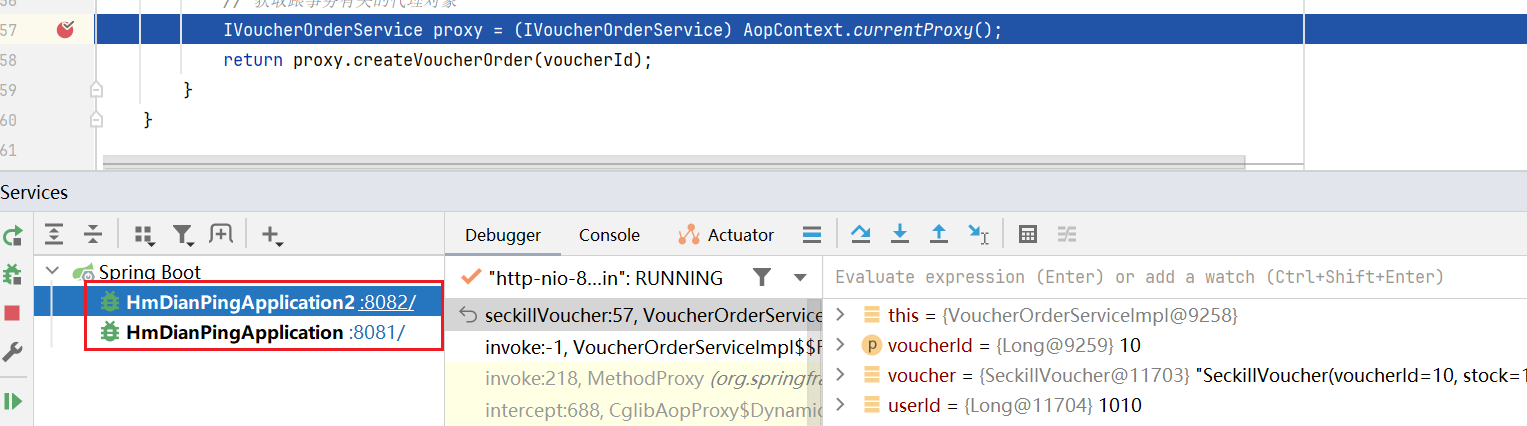 // 获取跟事务有关的代理对象
57 IVoucherOrderService proxy = (IVoucherOrderService) AopContext.currentProxy();
58 return proxy.createVoucherOrder(voucherId);
59 }
60 }
61
Services
Debugger Console Actuator
Spring Boot
HmDianPingApplication2 :8082/
HmDianPingApplication :8081/
"http-nio-8...in": RUNNING
seckillVoucher:57, VoucherOrderService
invoke:-1, VoucherOrderServiceImpl$$F
invoke:218, MethodProxy (org.springfra
intercept:688, CglibAopProxy$Dynamic
Evaluate expression (Enter) or add a watch (Ctrl+Shift+Enter)
this = {VoucherOrderServiceImpl@9258}
p voucherId = {Long@9259} 10
voucher = {SeckillVoucher@11703} "SeckillVoucher(voucherId=10, stock=1
userId = {Long@11704} 1010